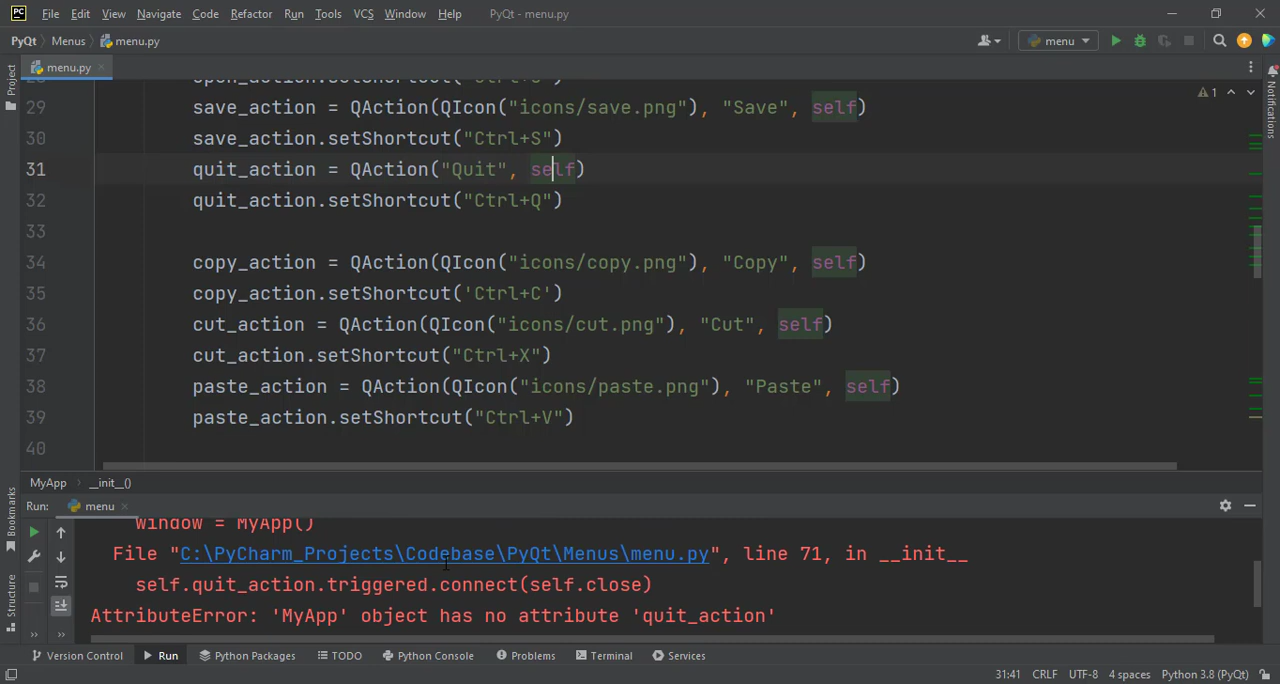 PC File Edit View Navigate Code Refactor Run Tools VCS Window Help PyQt - menu.py
PyQt Menus menu.py menu
Project menu.py
1
29 save_action = QAction(QIcon("icons/save.png"), "Save", self)
30 save_action.setShortcut("Ctrl+S")
31 quit_action = QAction("Quit", self)
32 quit_action.setShortcut("Ctrl+Q")
33
34 copy_action = QAction(QIcon("icons/copy.png"), "Copy", self)
35 copy_action.setShortcut('Ctrl+C')
36 cut_action = QAction(QIcon("icons/cut.png"), "Cut", self)
37 cut_action.setShortcut("Ctrl+X")
38 paste_action = QAction(QIcon("icons/paste.png"), "Paste", self)
39 paste_action.setShortcut("Ctrl+V")
40
Notifications
MyApp __init__()
Bookmarks
Structure
Run: menu
window = MyApp()
File "C:\PyCharm_Projects\Codebase\PyQt\Menus\menu.py", line 71, in __init__
self.quit_action.triggered.connect(self.close)
AttributeError: 'MyApp' object has no attribute 'quit_action'
Version Control Run Python Packages TODO Python Console Problems Terminal Services
31:41 CRLF UTF-8 4 spaces Python 3.8 (PyQt)